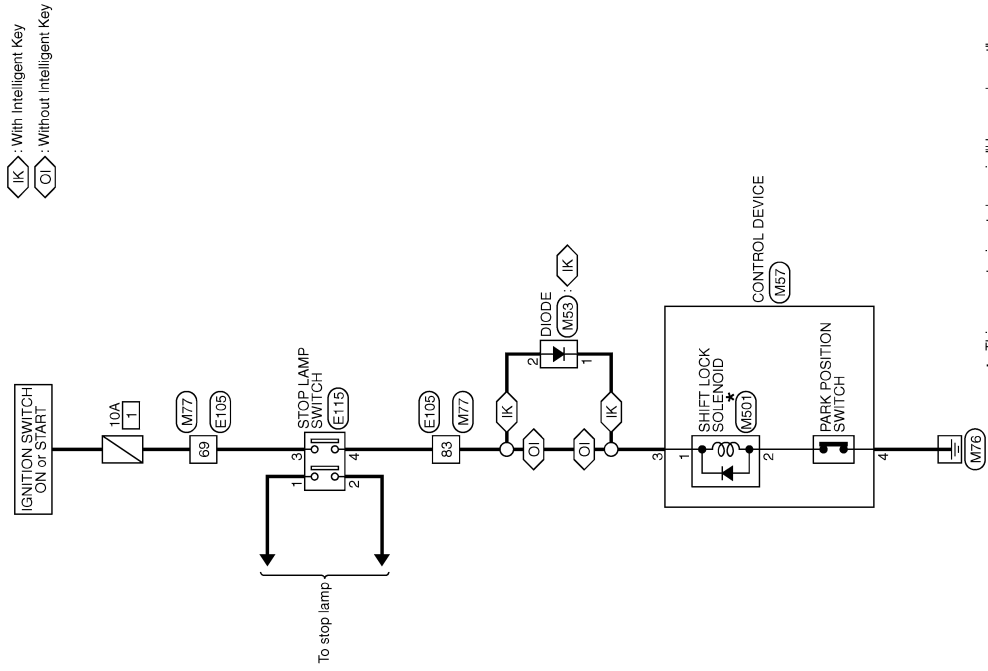 IK : With Intelligent Key
OI : Without Intelligent Key
IGNITION SWITCH
ON or START
10A
1
69
M77
E105
STOP LAMP
SWITCH
E115
1
3
2
4
To stop lamp
83
E105
M77
IK
OI
OI
IK
DIODE
M53 : IK
2
1
3
CONTROL DEVICE
M57
SHIFT LOCK
SOLENOID
*
M501
1
2
PARK POSITION
SWITCH
4
M76